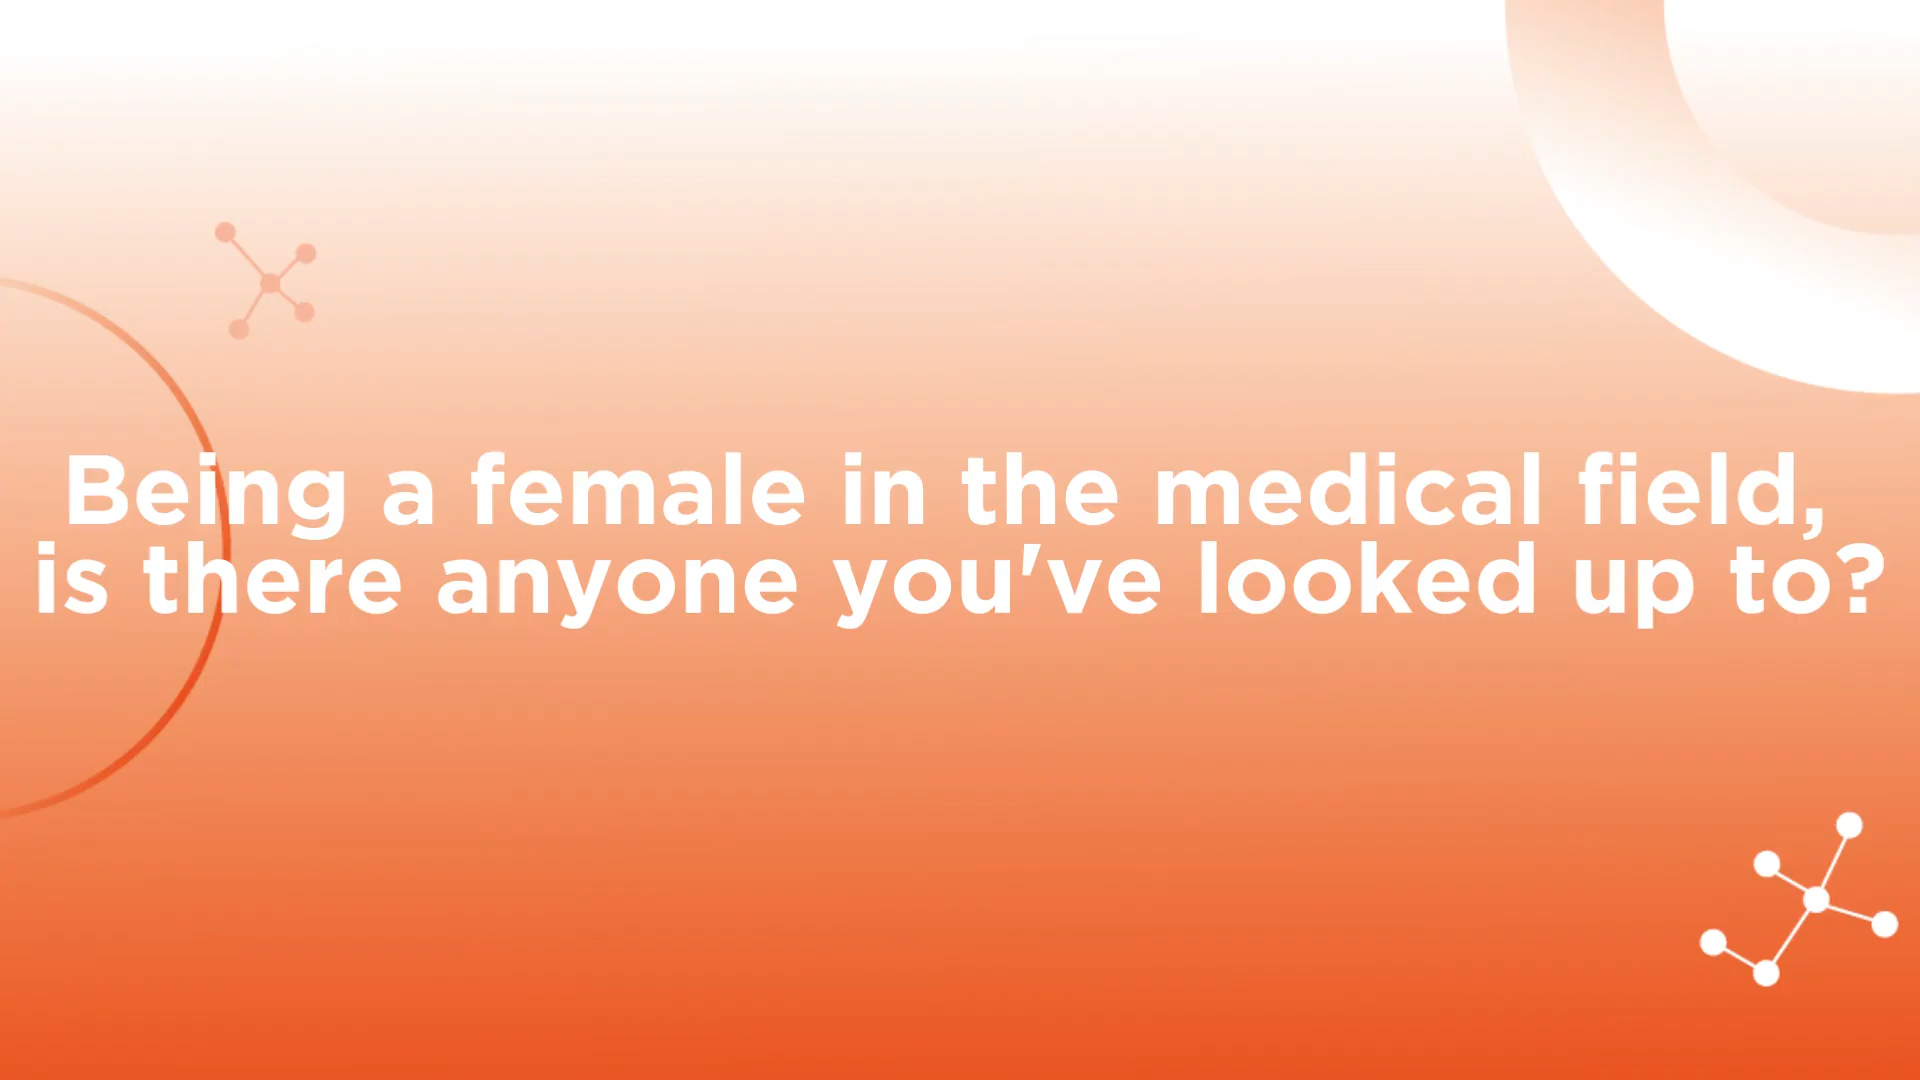 Being a female in the medical field,
is there anyone you've looked up to?